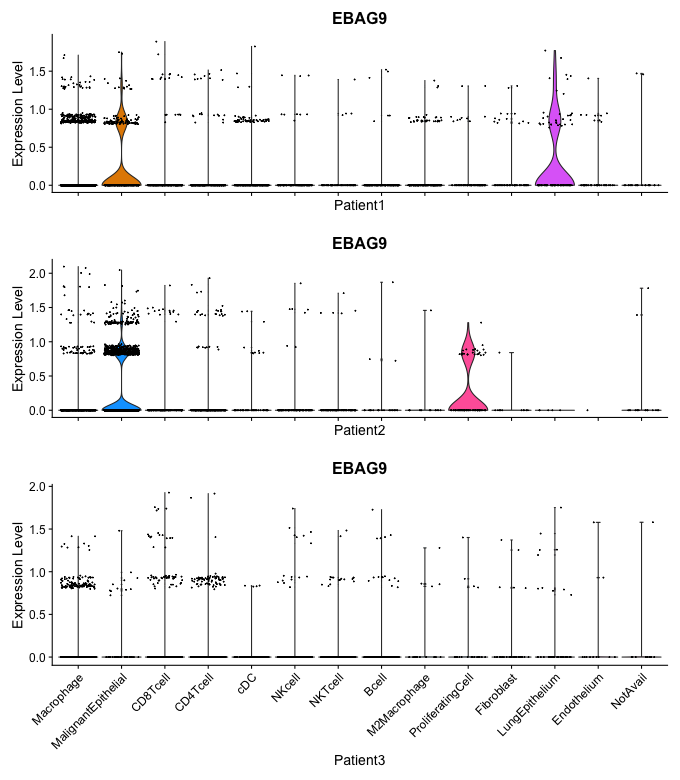 EBAG9
Expression Level
1.5
1.0
0.5
0.0
Patient1
EBAG9
Expression Level
2.0
1.5
1.0
0.5
0.0
Patient2
EBAG9
Expression Level
2.0
1.5
1.0
0.5
0.0
Macrophage
MalignantEpithelial
CD8Tcell
CD4Tcell
cDC
NKcell
NKTcell
Bcell
M2Macrophage
ProliferatingCell
Fibroblast
LungEpithelium
Endothelium
NotAvail
Patient3